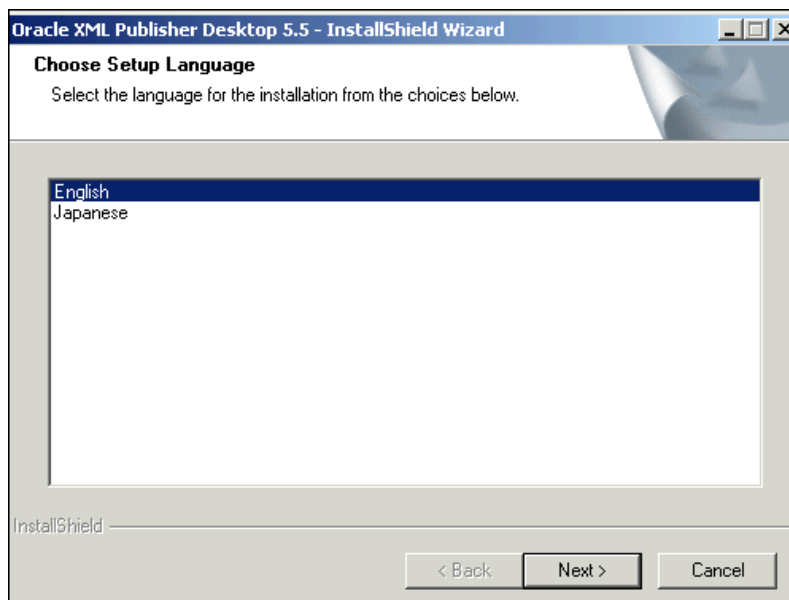 Oracle XML Publisher Desktop 5.5 - InstallShield Wizard
Choose Setup Language
Select the language for the installation from the choices below.
English
Japanese
InstallShield
< Back
Next >
Cancel